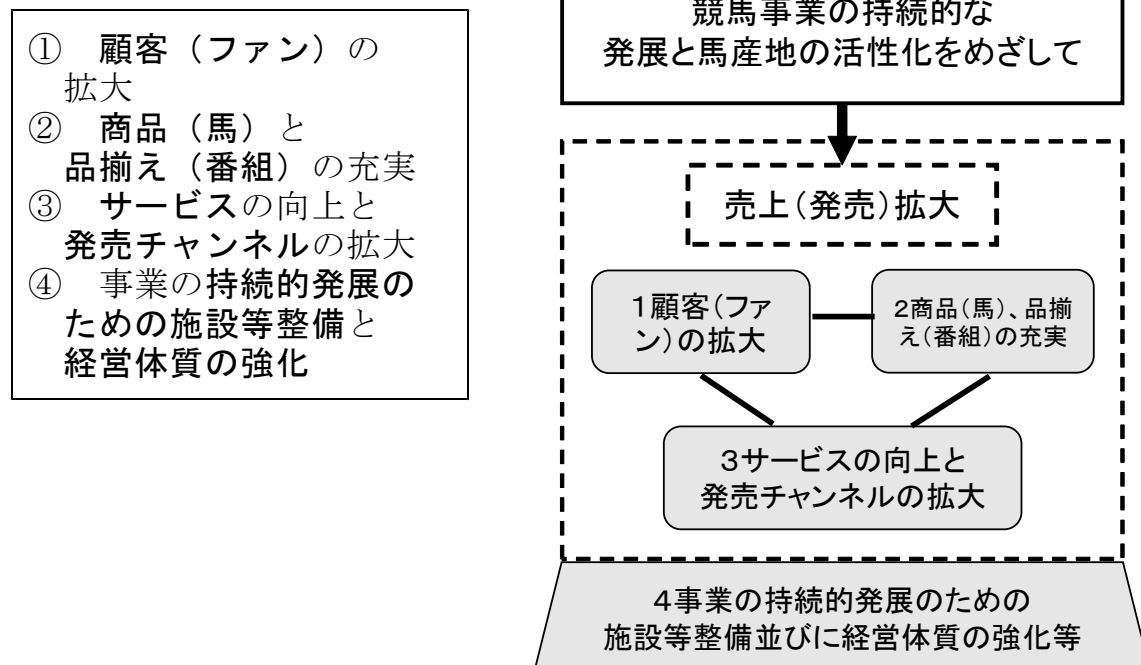 ① 顧客（ファン）の
拡大
② 商品（馬）と
品揃え（番組）の充実
③ サービスの向上と
発売チャンネルの拡大
④ 事業の持続的発展の
ための施設等整備と
経営体質の強化
競馬事業の持続的な
発展と馬産地の活性化をめざして
売上（発売）拡大
１顧客（ファ
ン）の拡大
２商品（馬）、品揃
え（番組）の充実
３サービスの向上と
発売チャンネルの拡大
４事業の持続的発展のための
施設等整備並びに経営体質の強化等